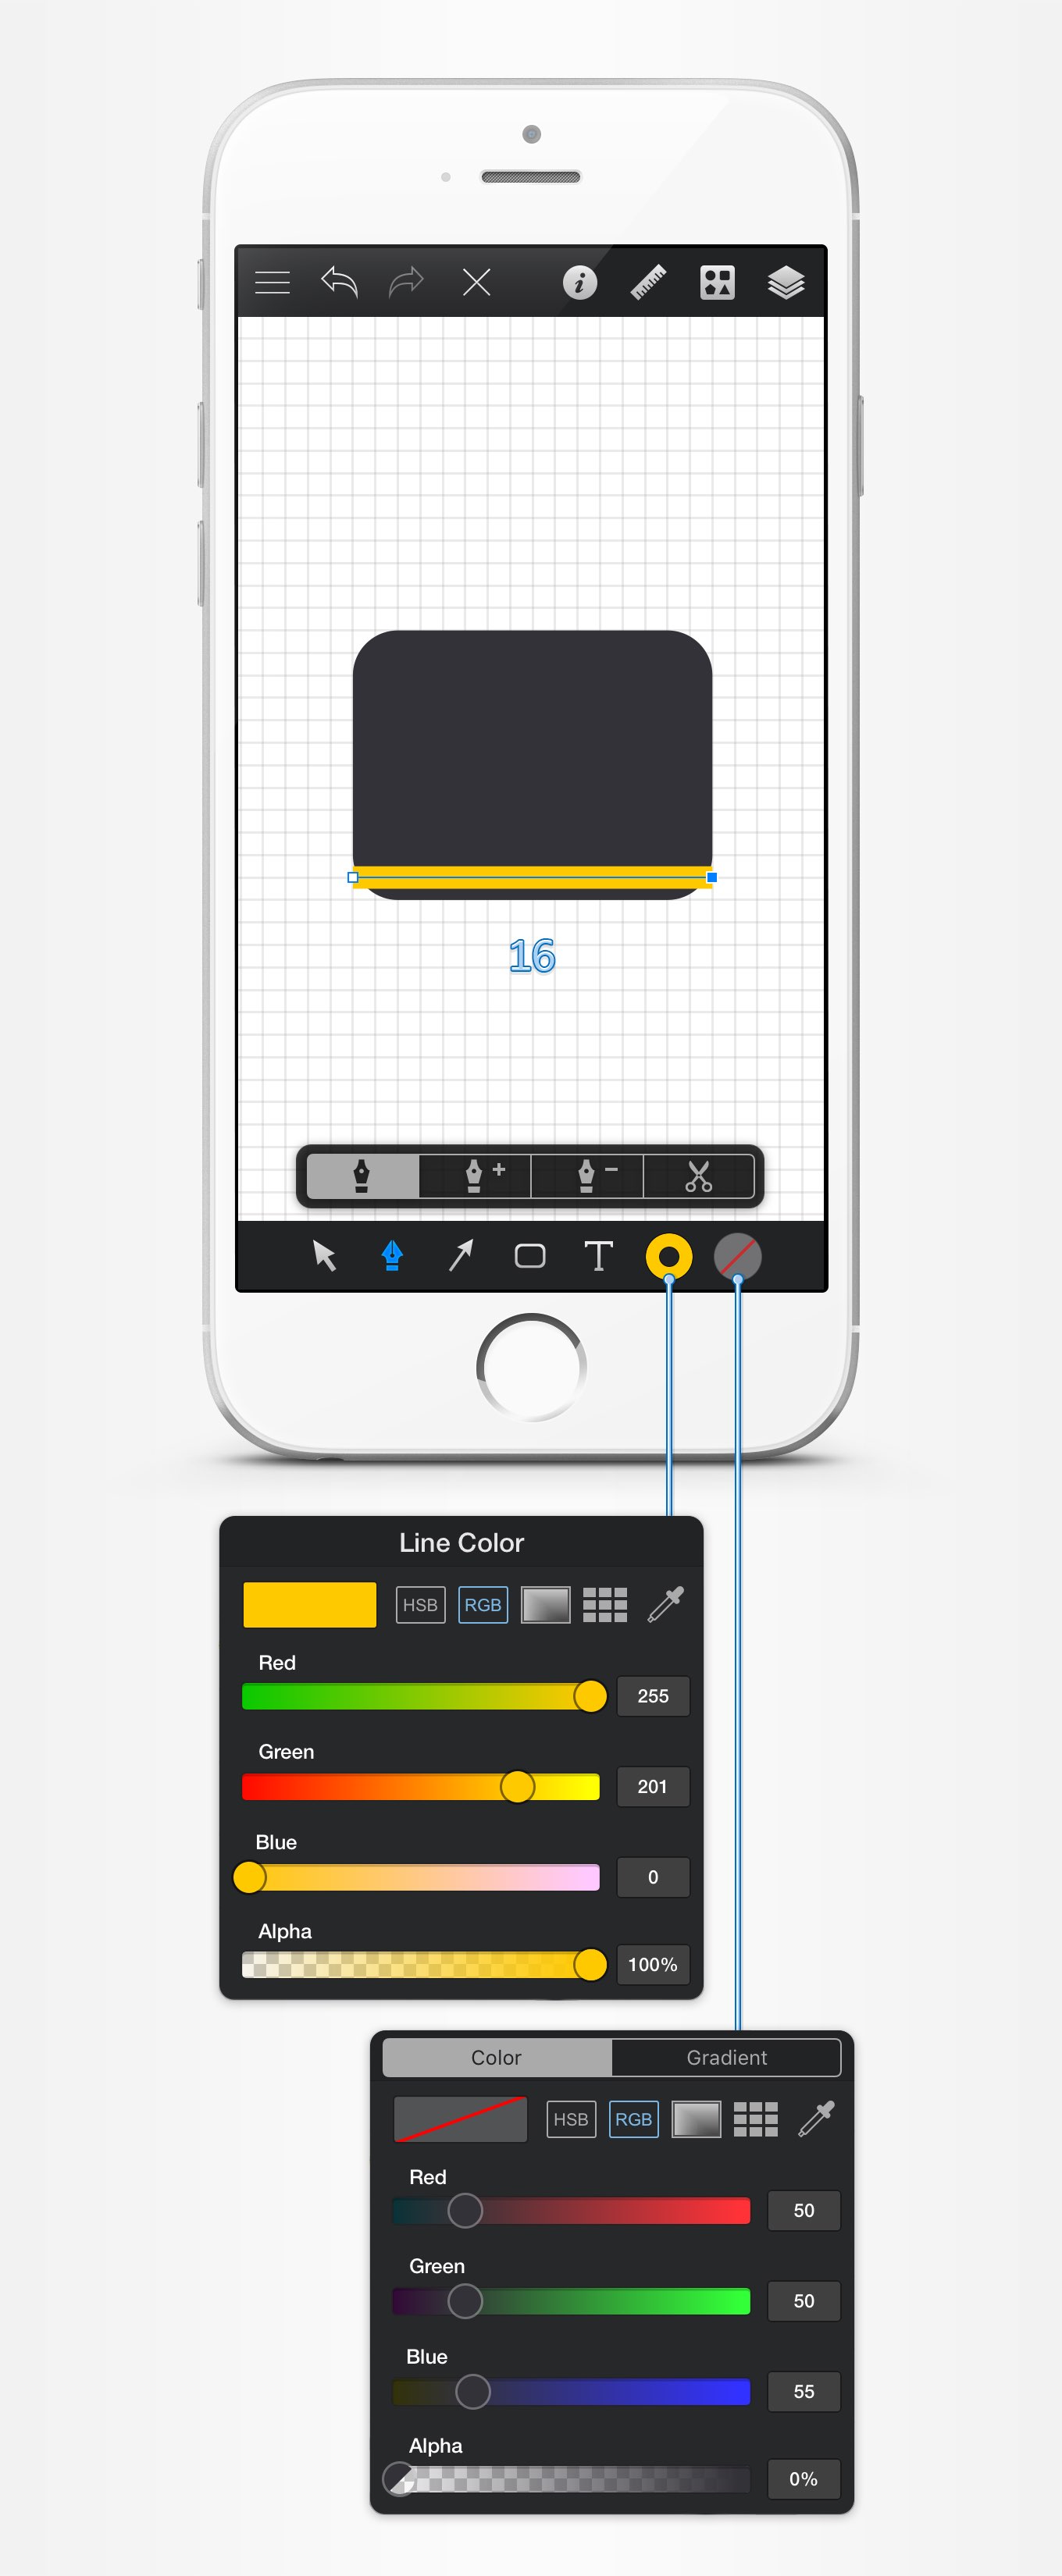 16
Line Color
HSB RGB
Red
255
Green
201
Blue
0
Alpha
100%
Color Gradient
HSB RGB
Red
50
Green
50
Blue
55
Alpha
0%